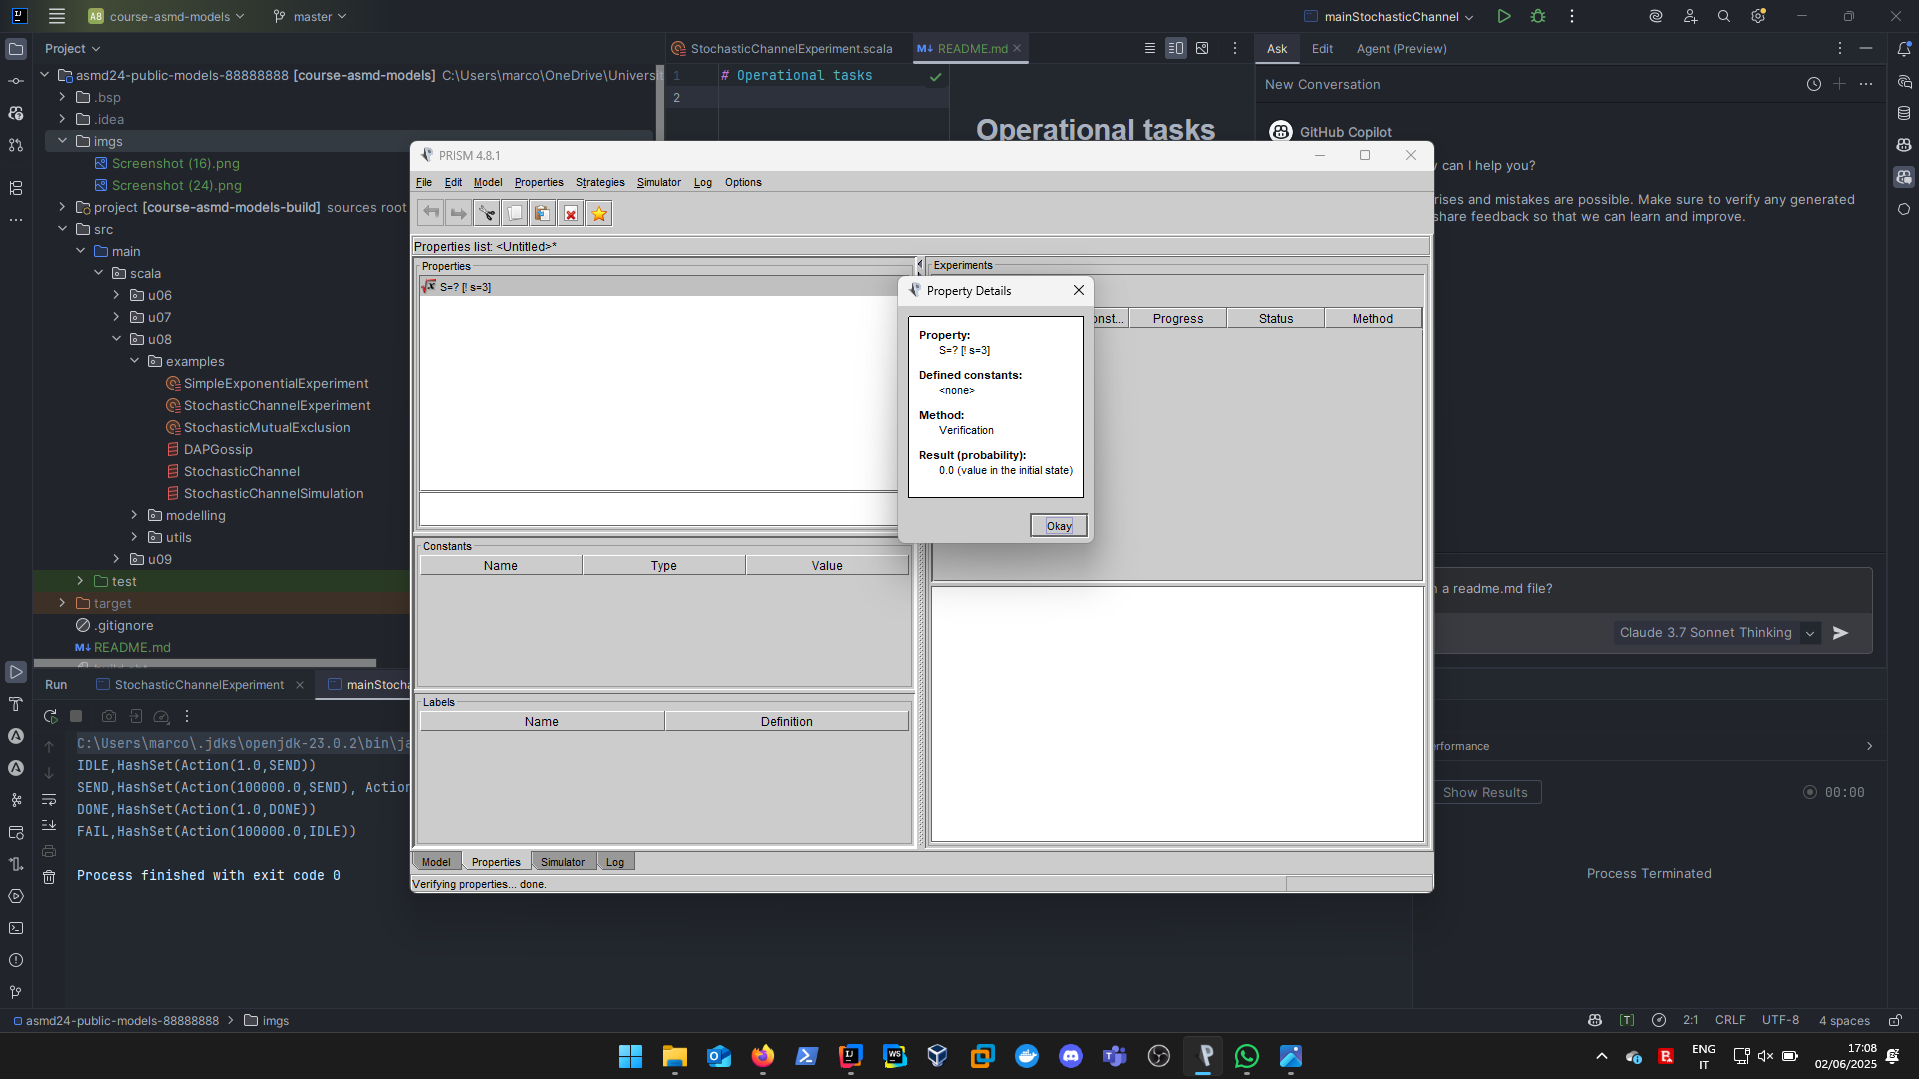 course-asmd-models
master
mainStochasticChannel
Project
StochasticChannelExperiment.scala
README.md
Ask
Edit
Agent (Preview)
asmd24-public-models-88888888 [course-asmd-models] C:\Users\marco\OneDrive\Universit
.bsp
.idea
imgs
Screenshot (16).png
Screenshot (24).png
project [course-asmd-models-build] sources root
src
main
scala
u06
u07
u08
examples
SimpleExponentialExperiment
StochasticChannelExperiment
StochasticMutualExclusion
DAPGossip
StochasticChannel
StochasticChannelSimulation
modelling
utils
u09
test
target
.gitignore
README.md
1
# Operational tasks
2
Operational tasks
New Conversation
GitHub Copilot
can I help you?
rises and mistakes are possible. Make sure to verify any generated
share feedback so that we can learn and improve.
a readme.md file?
Claude 3.7 Sonnet Thinking
PRISM 4.8.1
File
Edit
Model
Properties
Strategies
Simulator
Log
Options
Properties list: <Untitled>*
Properties
S=? [! s=3]
Constants
Name
Type
Value
Labels
Name
Definition
Experiments
onst...
Progress
Status
Method
Property Details
Property:
S=? [! s=3]
Defined constants:
<none>
Method:
Verification
Result (probability):
0.0 (value in the initial state)
Okay
Model
Properties
Simulator
Log
Verifying properties... done.
Run
StochasticChannelExperiment
mainStocha
C:\Users\marco\.jdks\openjdk-23.0.2\bin\ja
IDLE,HashSet(Action(1.0,SEND))
SEND,HashSet(Action(100000.0,SEND), Action
DONE,HashSet(Action(1.0,DONE))
FAIL,HashSet(Action(100000.0,IDLE))
Process finished with exit code 0
erformance
Show Results
00:00
Process Terminated
asmd24-public-models-88888888
imgs
2:1
CRLF
UTF-8
4 spaces
ENG
IT
17:08
02/06/2025